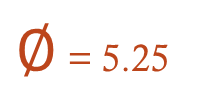 Ø = 5.25